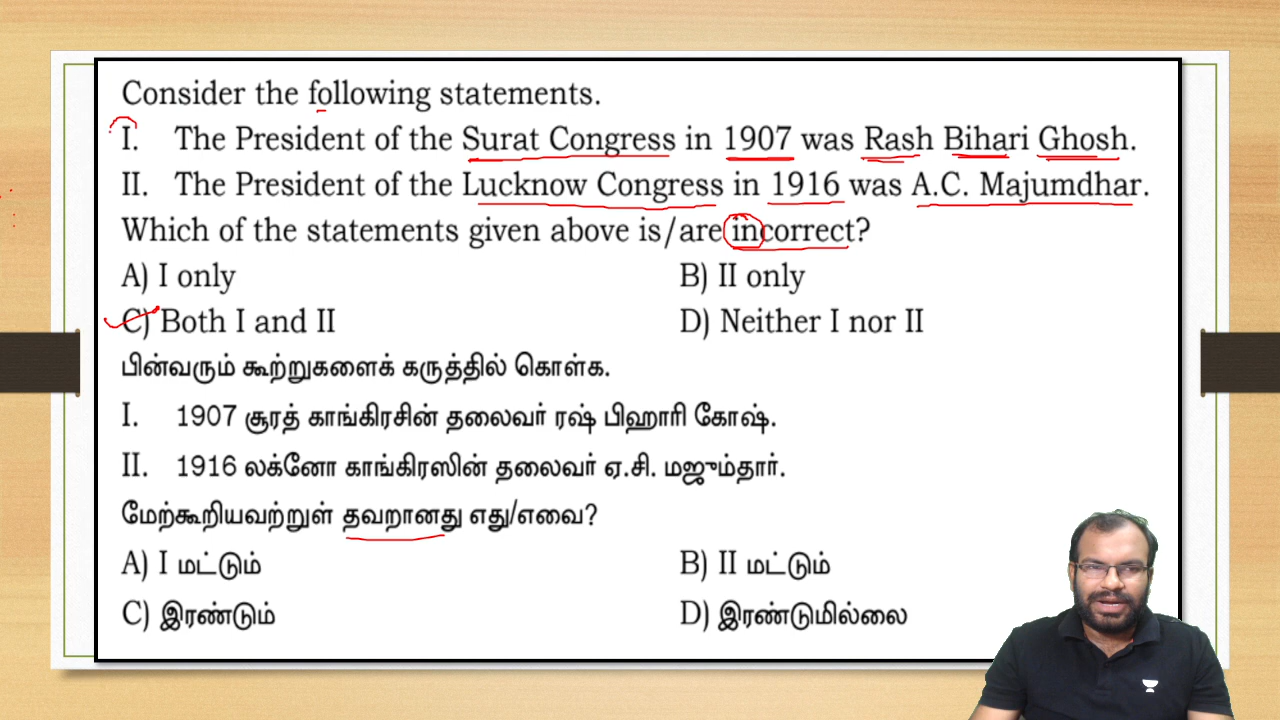 Consider the following statements.
I. The President of the Surat Congress in 1907 was Rash Bihari Ghosh.
II. The President of the Lucknow Congress in 1916 was A.C. Majumdhar.
Which of the statements given above is/are incorrect?
A) I only B) II only
C) Both I and II D) Neither I nor II
பின்வரும் கூற்றுகளைக் கருத்தில் கொள்க.
I. 1907 சூரத் காங்கிரசின் தலைவர் ரஷ் பிஹாரி கோஷ்.
II. 1916 லக்னோ காங்கிரஸின் தலைவர் ஏ.சி. மஜும்தார்.
மேற்கூறியவற்றுள் தவறானது எது/எவை?
A) I மட்டும் B) II மட்டும்
C) இரண்டும் D) இரண்டுமில்லை